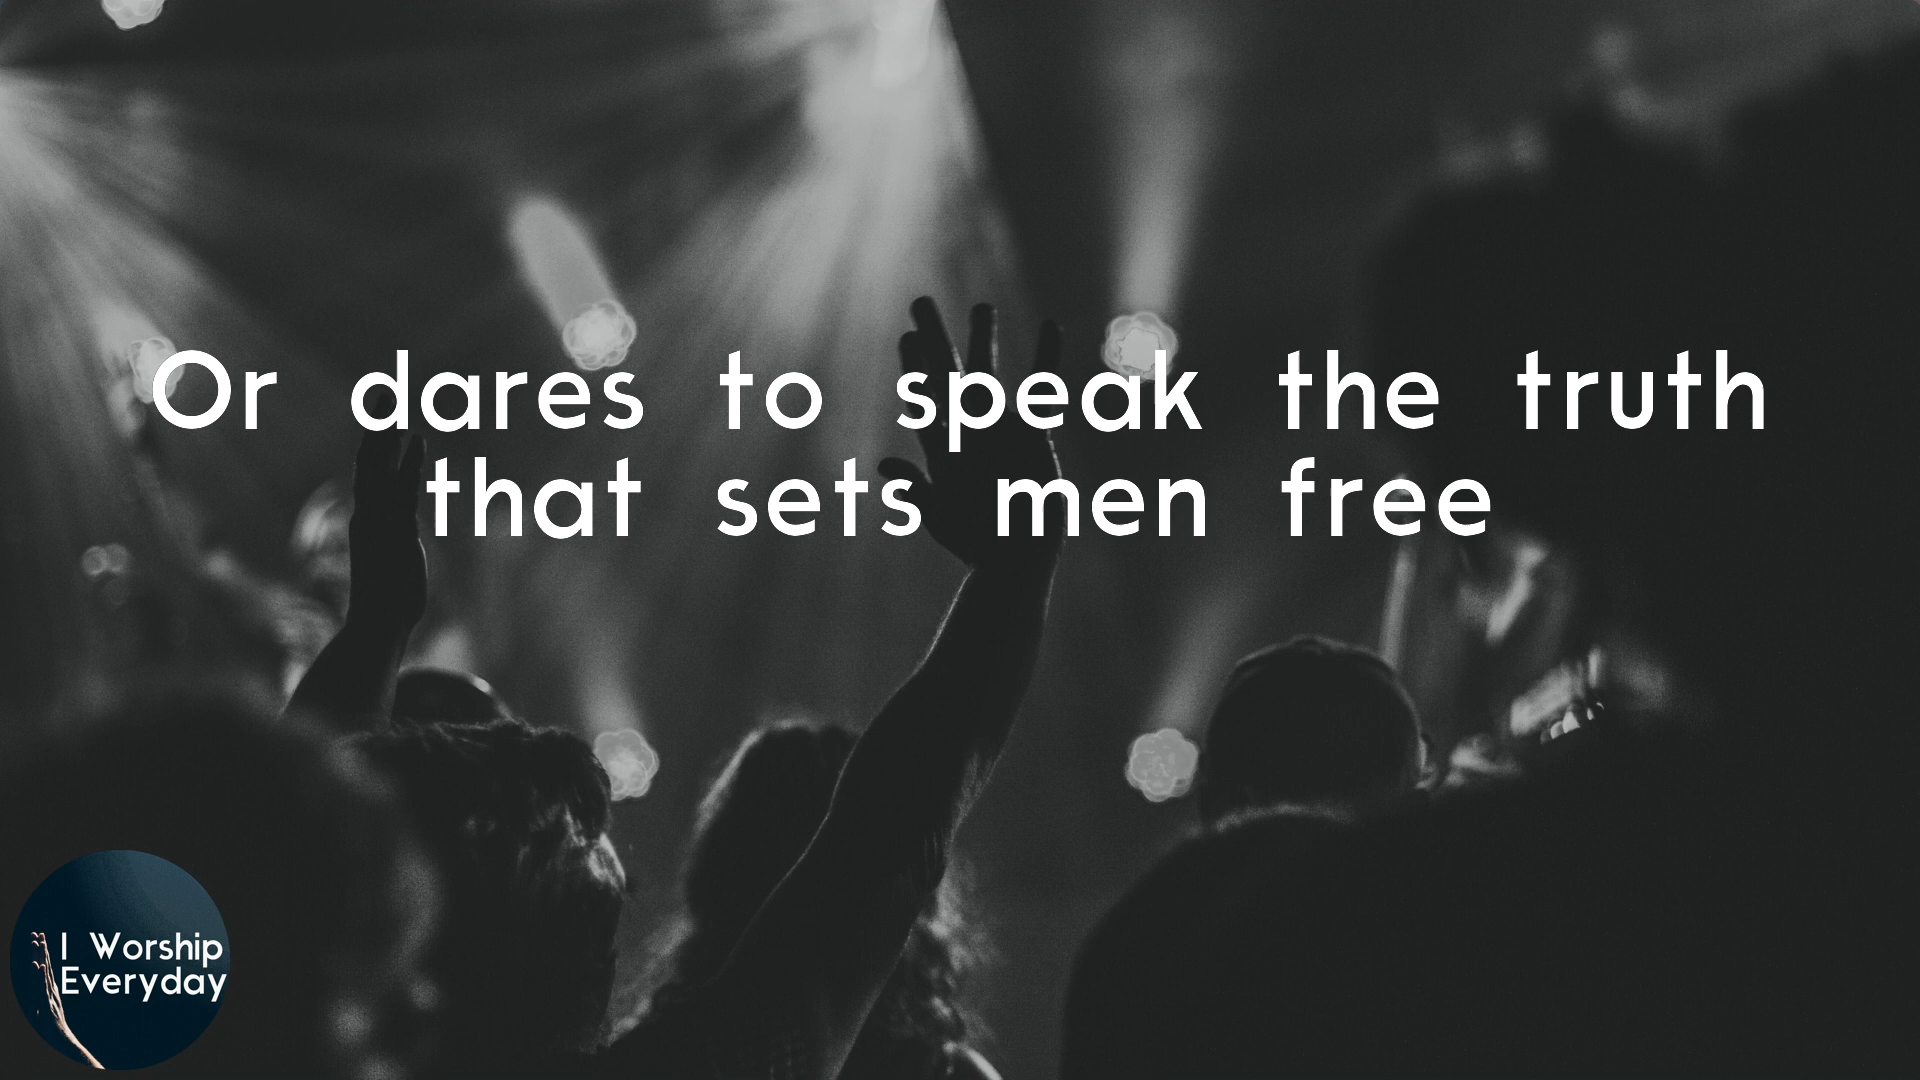 Or dares to speak the truth
that sets men free
I Worship
Everyday